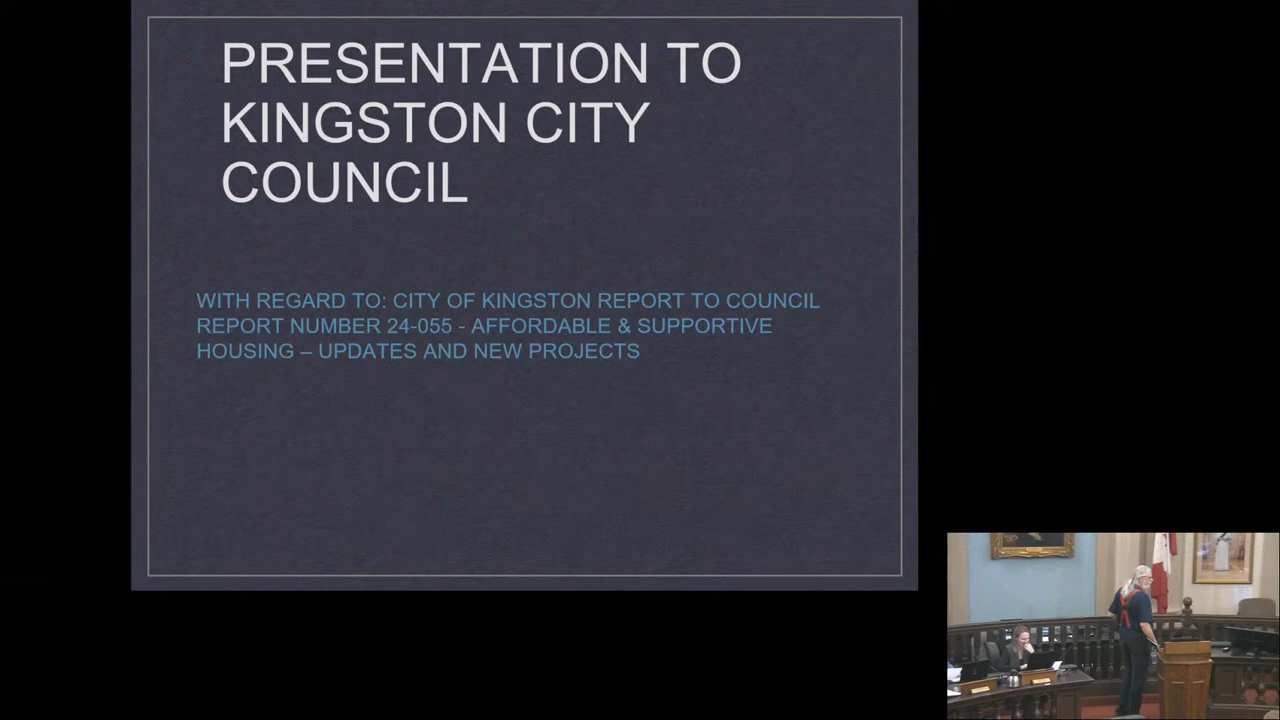 PRESENTATION TO
KINGSTON CITY
COUNCIL
WITH REGARD TO: CITY OF KINGSTON REPORT TO COUNCIL
REPORT NUMBER 24-055 - AFFORDABLE & SUPPORTIVE
HOUSING – UPDATES AND NEW PROJECTS